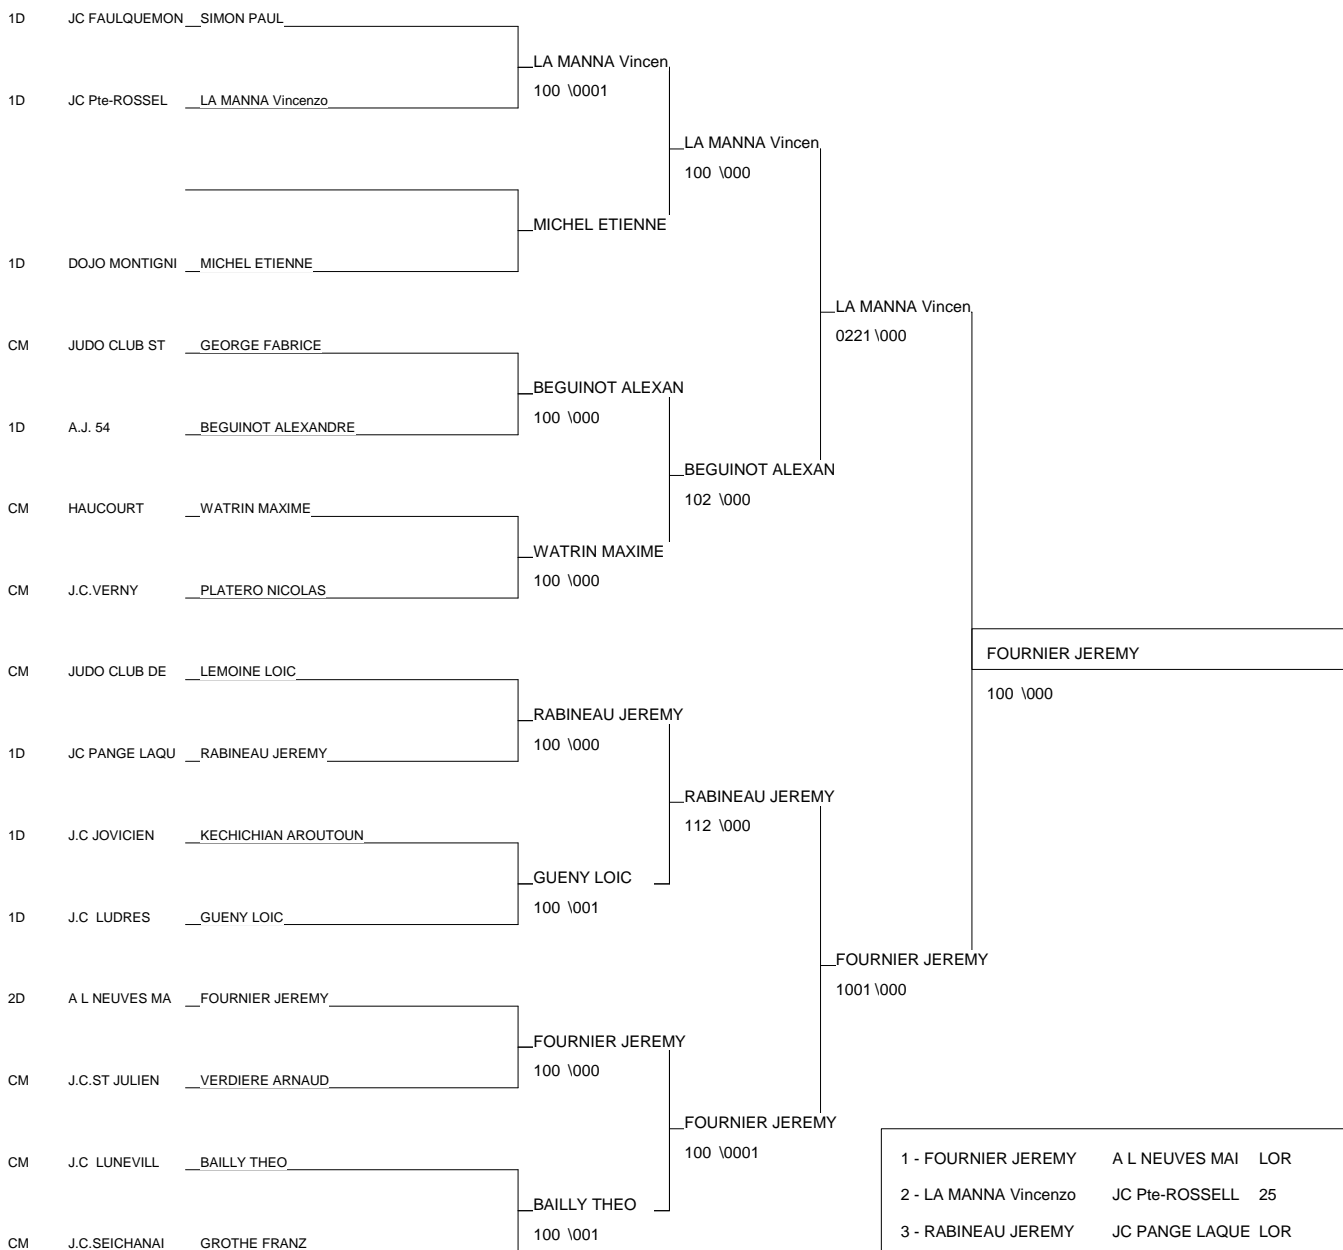 1D JC FAULQUEMON SIMON PAUL
LA MANNA Vincen
100 \0001
1D JC Pte-ROSSEL LA MANNA Vincenzo
LA MANNA Vincen
100 \000
MICHEL ETIENNE
1D DOJO MONTIGNI MICHEL ETIENNE
LA MANNA Vincen
0221 \000
CM JUDO CLUB ST GEORGE FABRICE
BEGUINOT ALEXAN
100 \000
1D A.J. 54 BEGUINOT ALEXANDRE
BEGUINOT ALEXAN
102 \000
CM HAUCOURT WATRIN MAXIME
WATRIN MAXIME
100 \000
CM J.C.VERNY PLATERO NICOLAS
FOURNIER JEREMY
100 \000
CM JUDO CLUB DE LEMOINE LOIC
RABINEAU JEREMY
100 \000
1D JC PANGE LAQU RABINEAU JEREMY
RABINEAU JEREMY
112 \000
1D J.C JOVICIEN KECHICHIAN AROUTOUN
GUENY LOIC
100 \001
1D J.C LUDRES GUENY LOIC
FOURNIER JEREMY
1001 \000
2D A L NEUVES MA FOURNIER JEREMY
FOURNIER JEREMY
100 \000
CM J.C.ST JULIEN VERDIERE ARNAUD
FOURNIER JEREMY
100 \0001
CM J.C LUNEVILL BAILLY THEO
BAILLY THEO
100 \001
CM J.C.SEICHANAI GROTHE FRANZ
1 - FOURNIER JEREMY A L NEUVES MAI LOR
2 - LA MANNA Vincenzo JC Pte-ROSSELL 25
3 - RABINEAU JEREMY JC PANGE LAQUE LOR